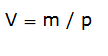 V = m / p